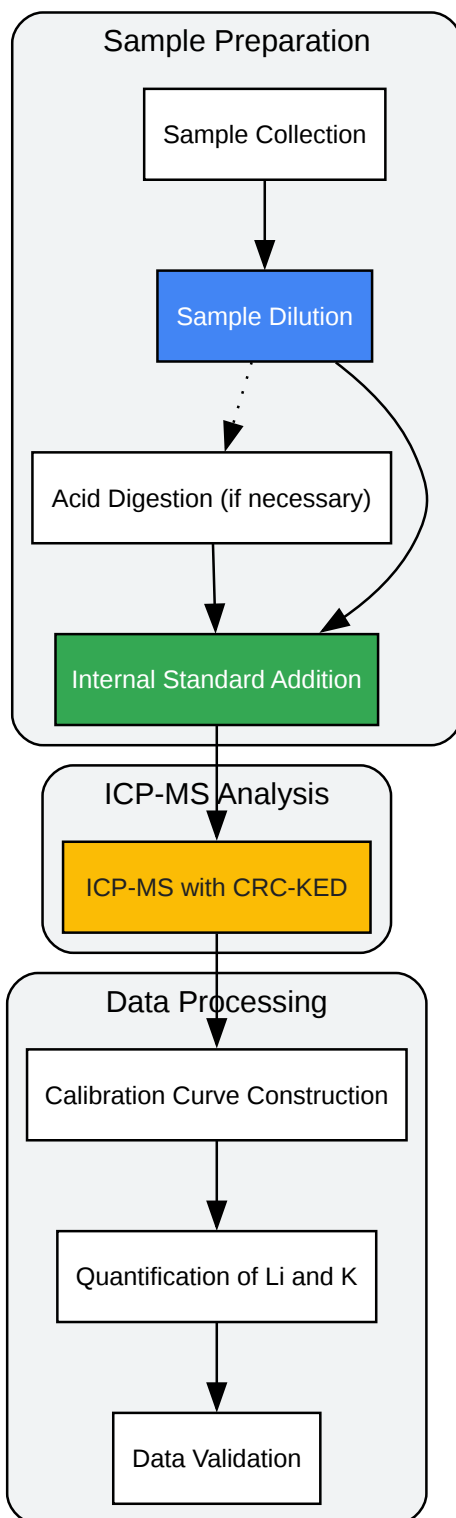 Sample Preparation
Sample Collection
Sample Dilution
Acid Digestion (if necessary)
Internal Standard Addition
ICP-MS Analysis
ICP-MS with CRC-KED
Data Processing
Calibration Curve Construction
Quantification of Li and K
Data Validation